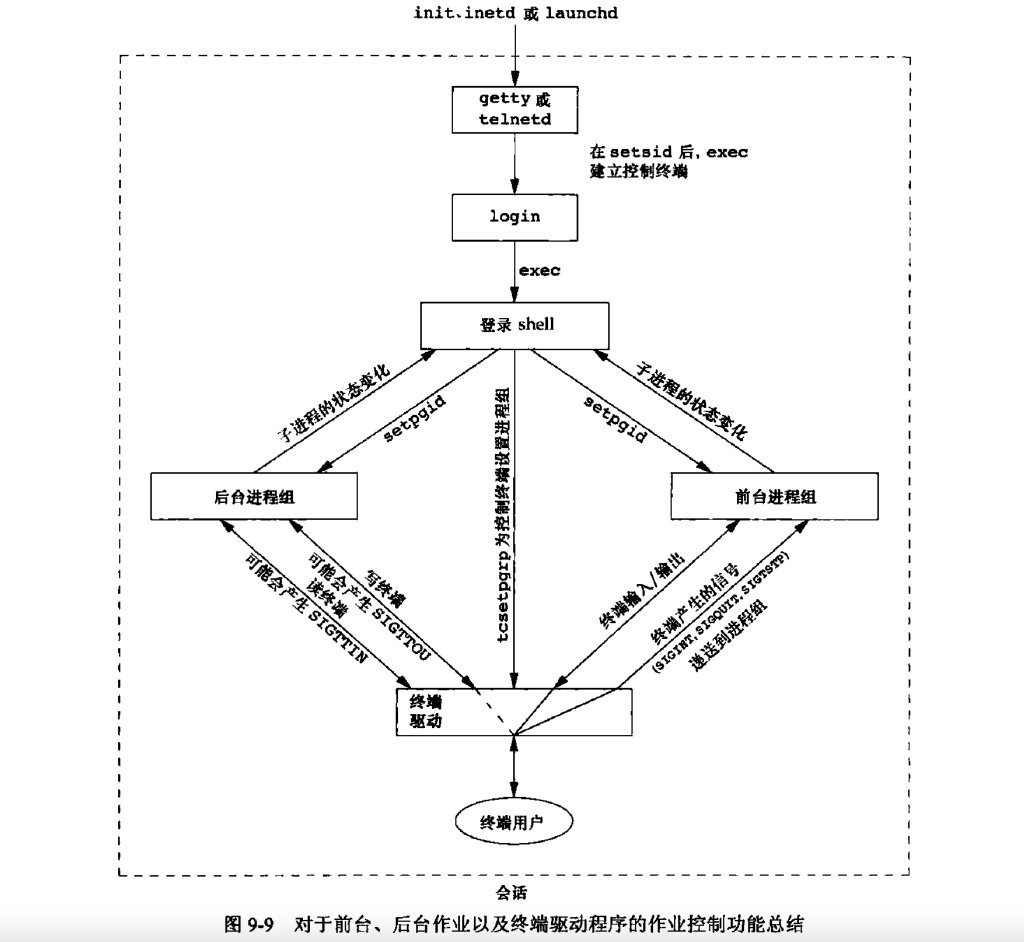 init、inetd 或 launchd
getty 或
telnetd
在 setsid 后, exec
建立控制终端
login
exec
登录 shell
子进程的状态变化
setpgid
tcsetpgrp 为控制终端设置进程组
setpgid
子进程的状态变化
后台进程组
前台进程组
读终端
可能会产生 SIGTTIN
写终端
可能会产生 SIGTTOU
终端输入/输出
终端产生的信号
(SIGINT,SIGQUIT,SIGTSTP)
递送到进程组
终端
驱动
终端用户
会话
图 9-9 对于前台、后台作业以及终端驱动程序的作业控制功能总结